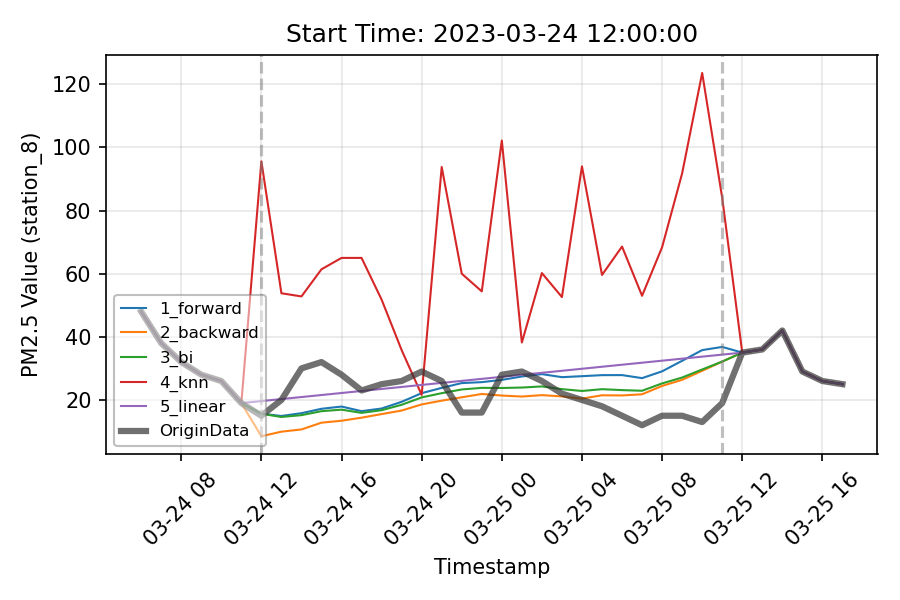 Start Time: 2023-03-24 12:00:00
PM2.5 Value (station_8)
120
100
80
60
40
20
1_forward
2_backward
3_bi
4_knn
5_linear
OriginData
03-24 08
03-24 12
03-24 16
03-24 20
03-25 00
03-25 04
03-25 08
03-25 12
03-25 16
Timestamp